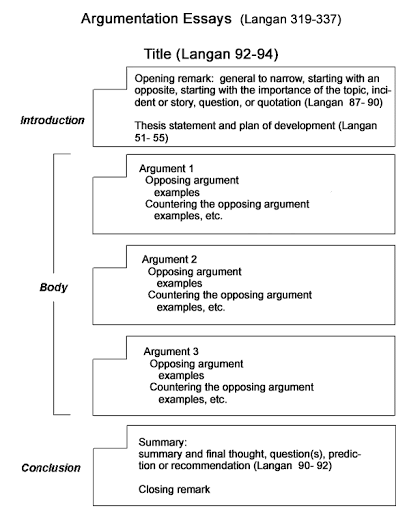 Argumentation Essays (Langan 319-337)
Title (Langan 92-94)
Introduction
Opening remark: general to narrow, starting with an
opposite, starting with the importance of the topic, inci-
dent or story, question, or quotation (Langan 87- 90)
Thesis statement and plan of development (Langan
51- 55)
Body
Argument 1
Opposing argument
examples
Countering the opposing argument
examples, etc.
Argument 2
Opposing argument
examples
Countering the opposing argument
examples, etc.
Argument 3
Opposing argument
examples
Countering the opposing argument
examples, etc.
Conclusion
Summary:
summary and final thought, question(s), predic-
tion or recommendation (Langan 90- 92)
Closing remark